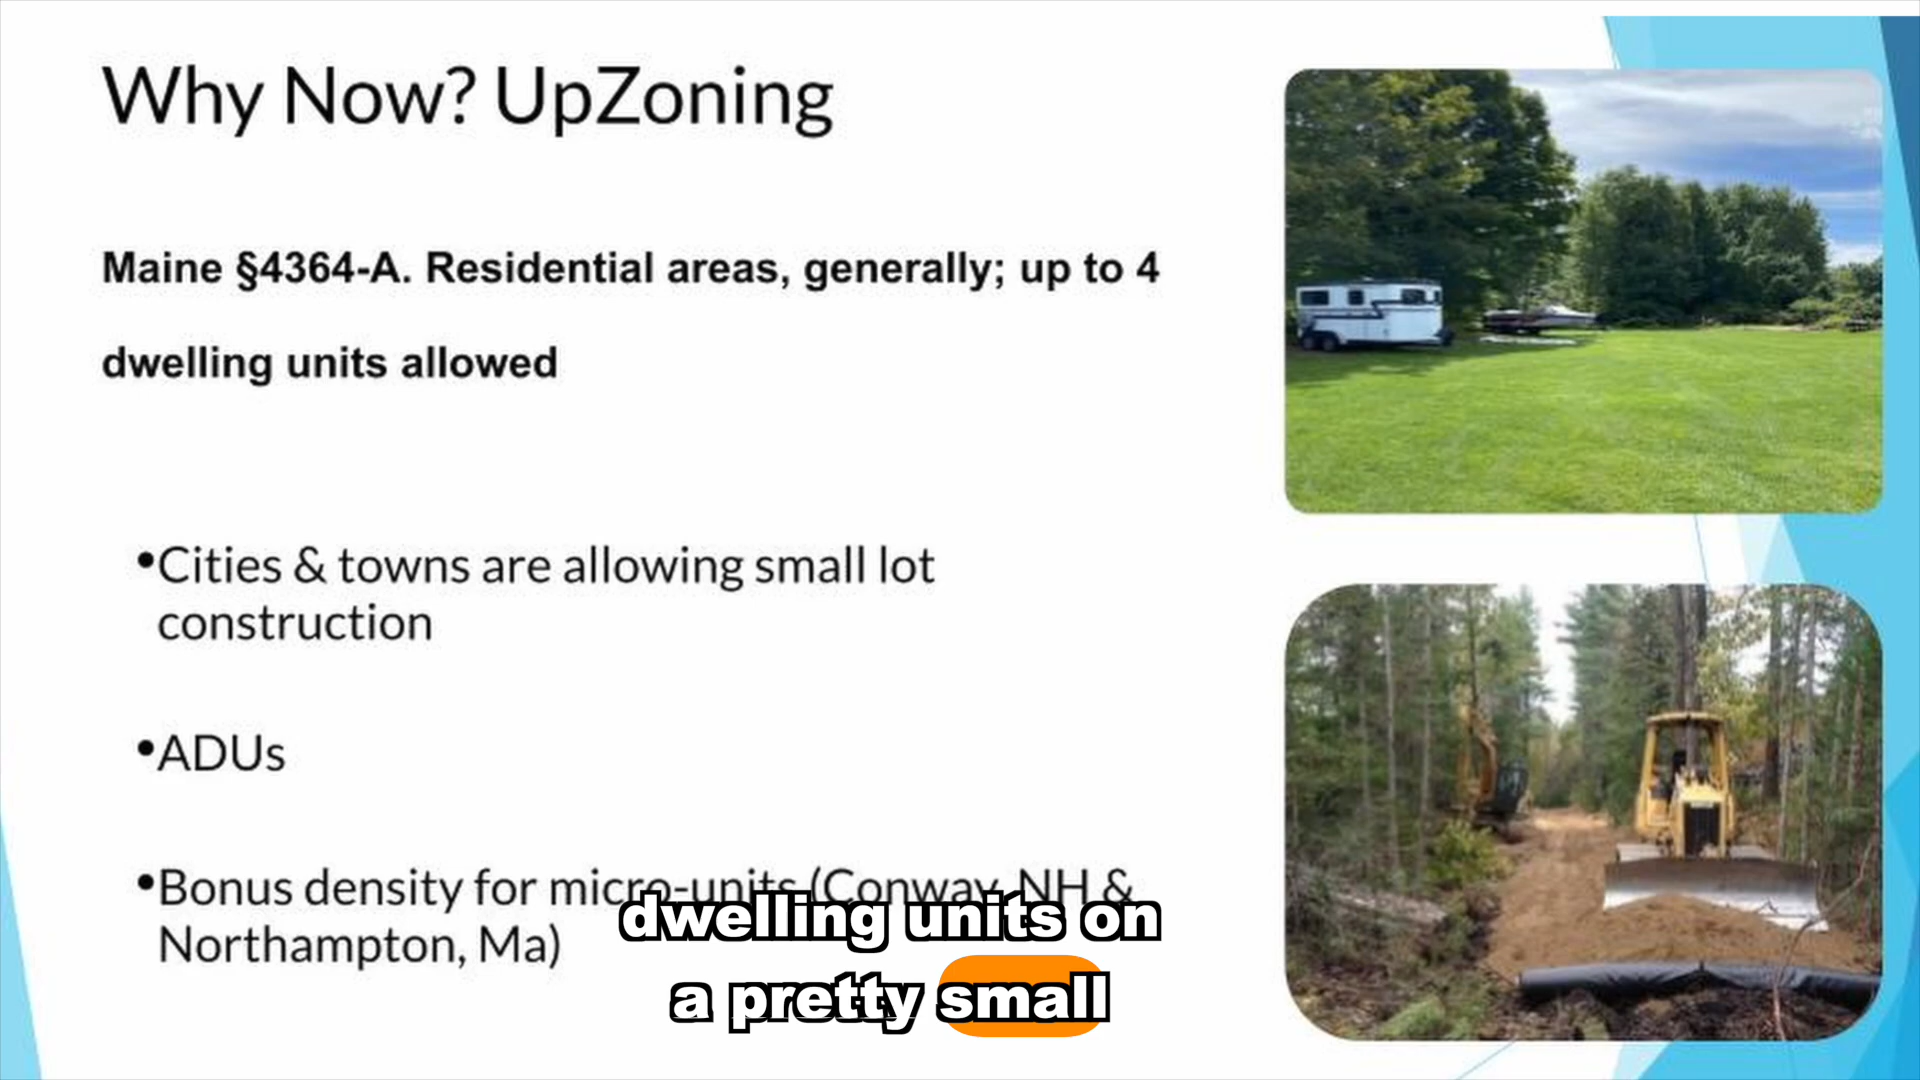 Why Now? UpZoning
Maine §4364-A. Residential areas, generally; up to 4
dwelling units allowed
•Cities & towns are allowing small lot
construction
•ADUs
•Bonus density for micro-units (Conway, NH &
Northampton, Ma)
dwelling units on
a pretty small